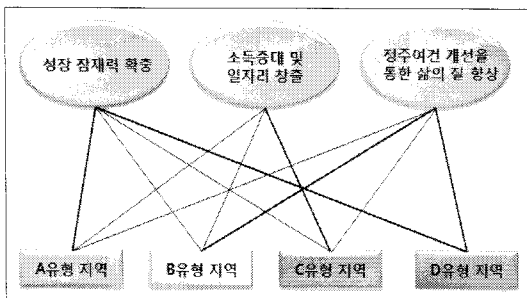 성장 잠재력 확충
소득증대 및
일자리 창출
정주여건 개선을
통한 삶의 질 향상
A유형 지역
B유형 지역
C유형 지역
D유형 지역